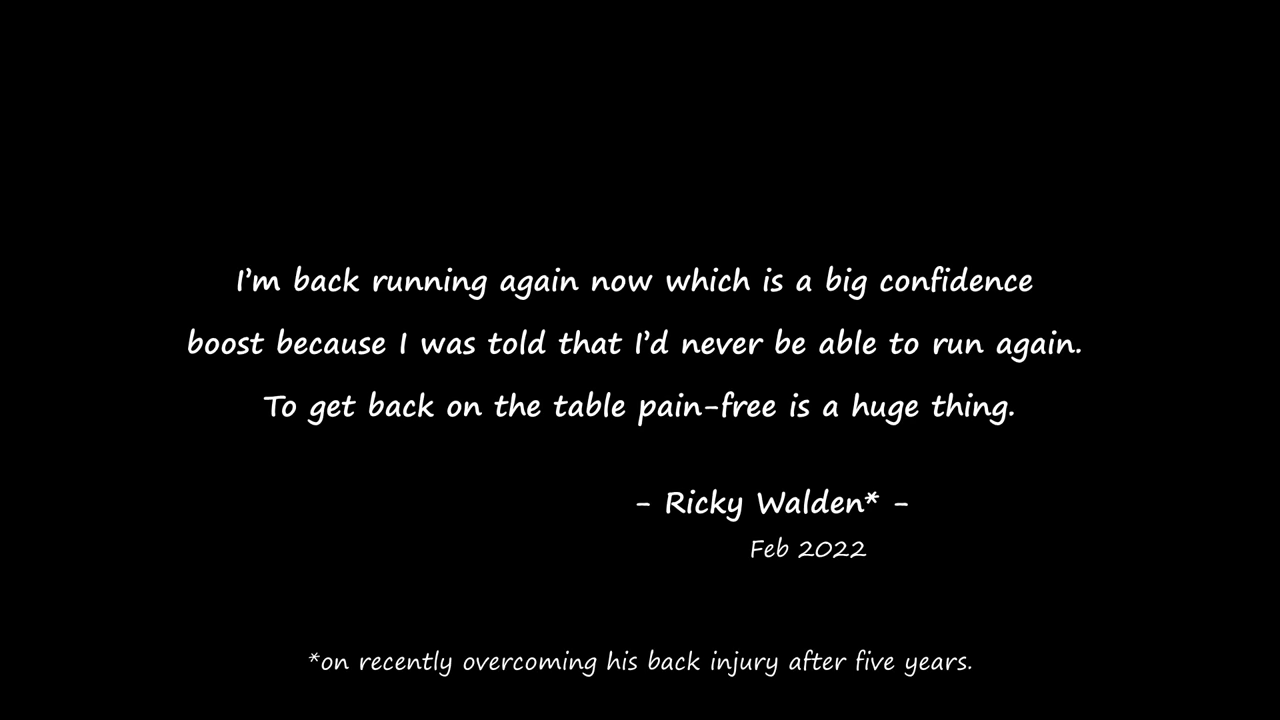 I'm back running again now which is a big confidence
boost because I was told that I'd never be able to run again.
To get back on the table pain-free is a huge thing.
- Ricky Walden* -
Feb 2022
*on recently overcoming his back injury after five years.